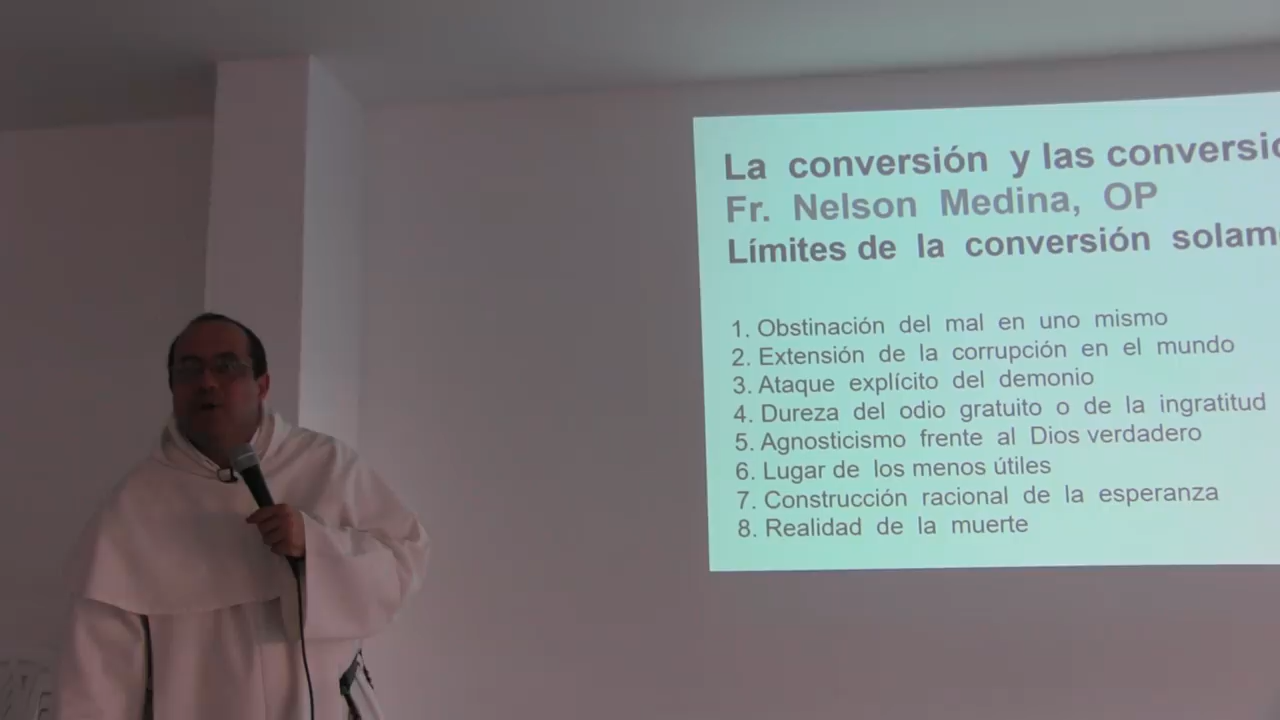 La conversión y las
Fr. Nelson Medina, OP
Límites de la conversión
1. Obstinación del mal en uno mismo
2. Extensión de la corrupción en el mundo
3. Ataque explícito del demonio
4. Dureza del odio gratuito o de la ingratitud
5. Agnosticismo frente al Dios verdadero
6. Lugar de los menos útiles
7. Construcción racional de la esperanza
8. Realidad de la muerte